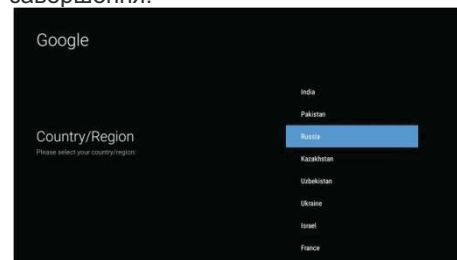 завершення.
Google
India
Pakistan
Country/Region
Russia
Please select your country/region:
Kazakhstan
Uzbekistan
Ukraine
Israel
France